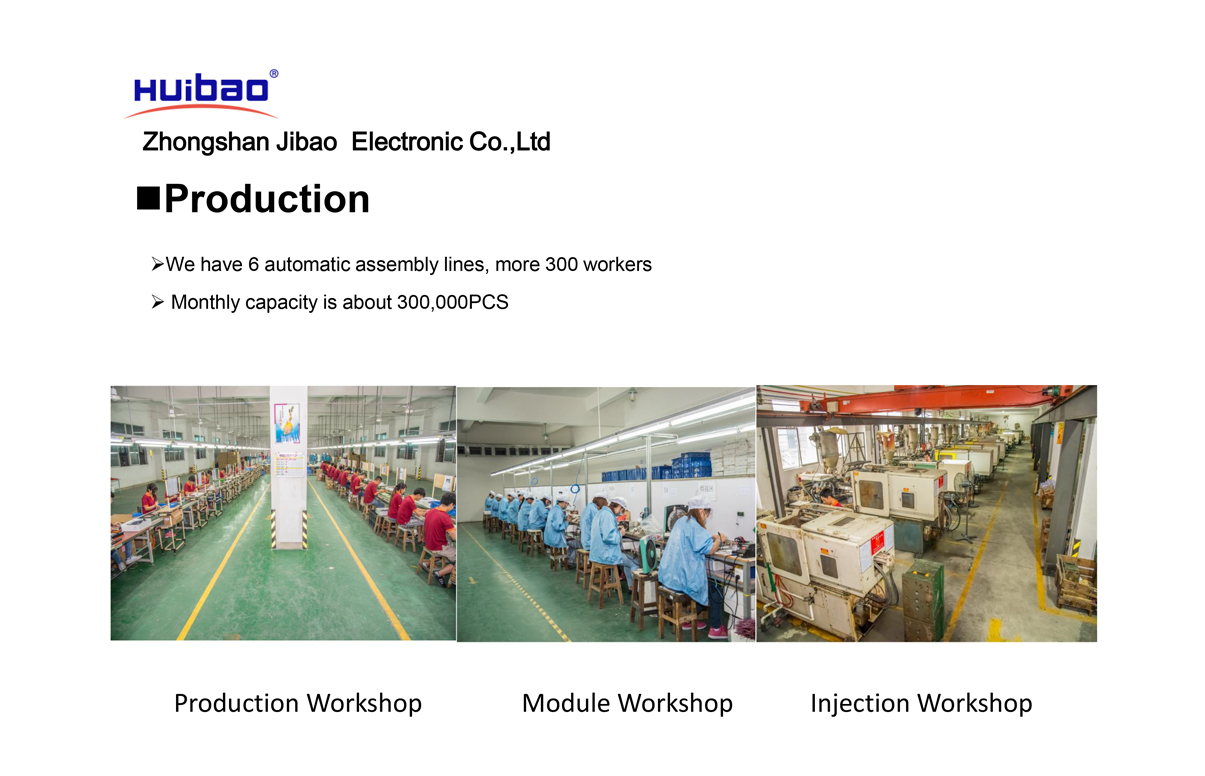 HUibao®
Zhongshan Jibao Electronic Co.,Ltd
■Production
➢We have 6 automatic assembly lines, more 300 workers
➢ Monthly capacity is about 300,000PCS
Production Workshop
Module Workshop
Injection Workshop